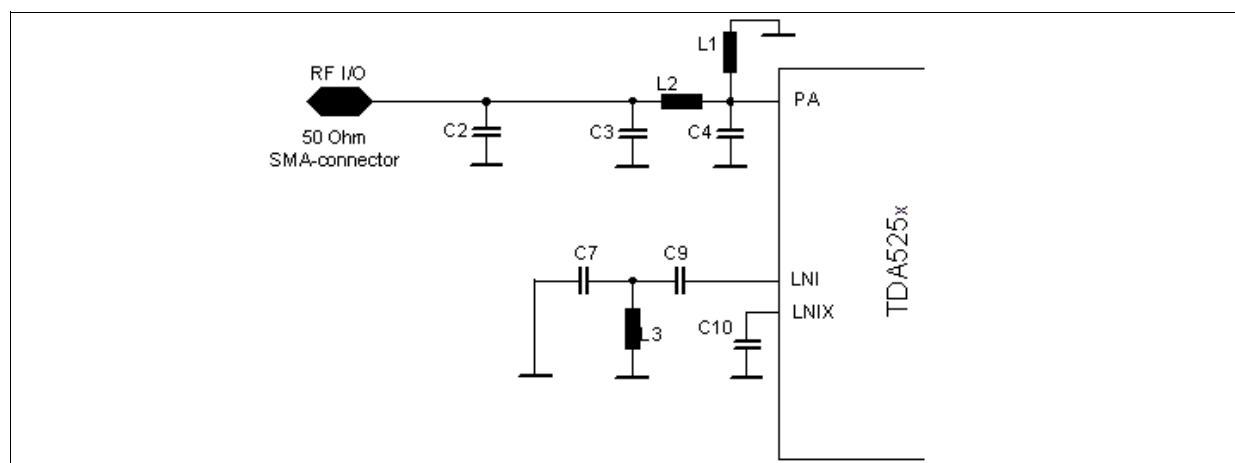 L1
RF I/O
L2
PA
C2
C3
C4
50 Ohm
SMA-connector
TDA525x
C7
C9
LNI
LNIX
C10
L3